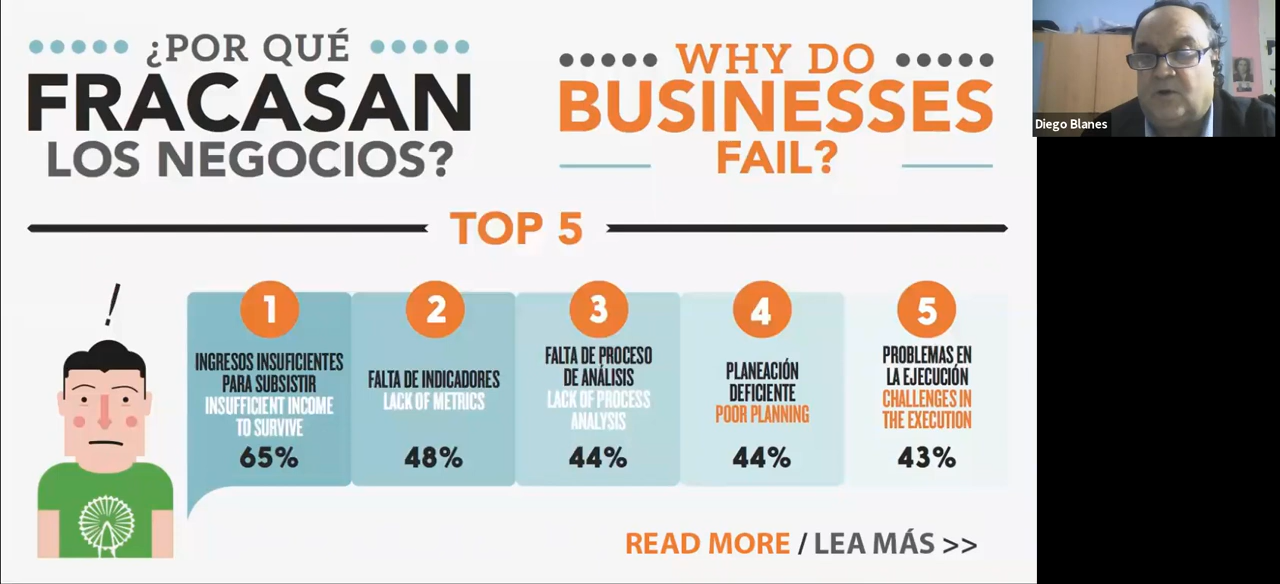 ¿POR QUÉ
FRACASAN
LOS NEGOCIOS?
WHY DO
BUSINESSES
FAIL?
Diego Blanes
TOP 5
!
1
INGRESOS INSUFICIENTES
PARA SUBSISTIR
INSUFFICIENT INCOME
TO SURVIVE
65%
2
FALTA DE INDICADORES
LACK OF METRICS
48%
3
FALTA DE PROCESO
DE ANÁLISIS
LACK OF PROCESS
ANALYSIS
44%
4
PLANEACIÓN
DEFICIENTE
POOR PLANNING
44%
5
PROBLEMAS EN
LA EJECUCIÓN
CHALLENGES IN
THE EXECUTION
43%
READ MORE / LEA MÁS >>